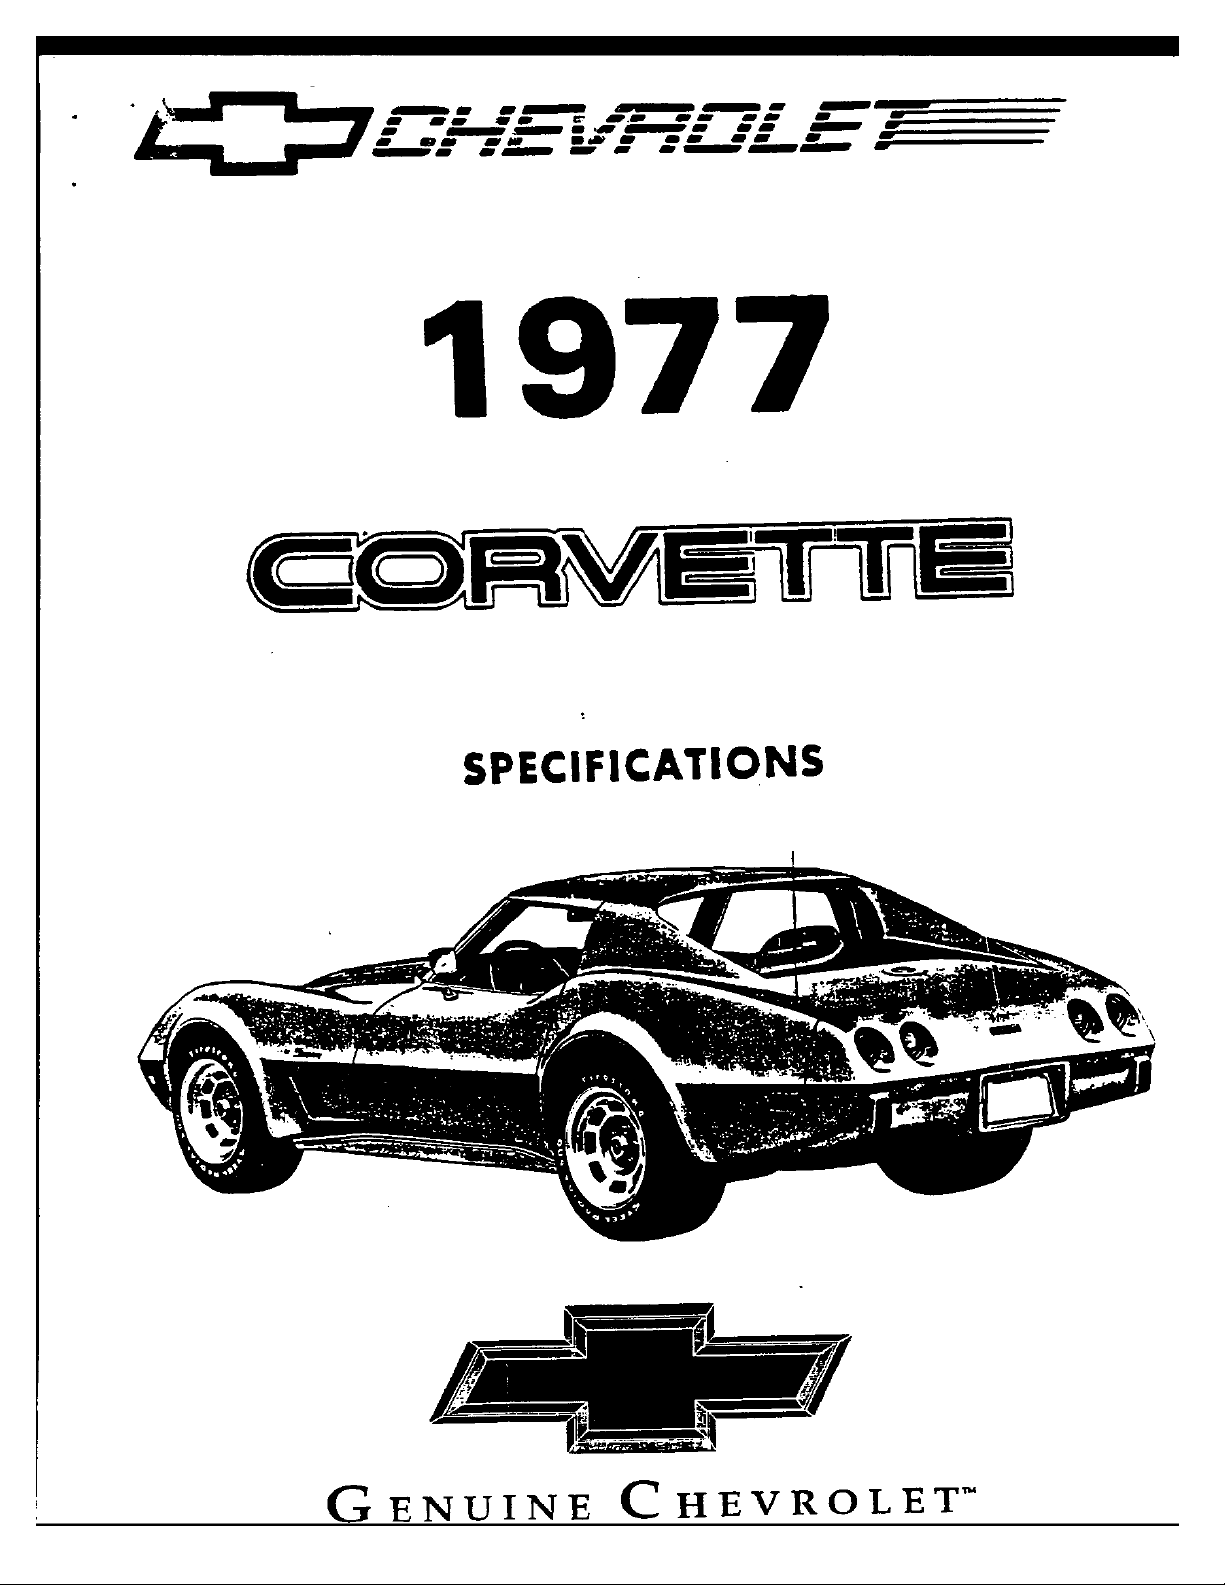 CHEVROLET
1977
CORVETTE
SPECIFICATIONS
GENUINE CHEVROLET™